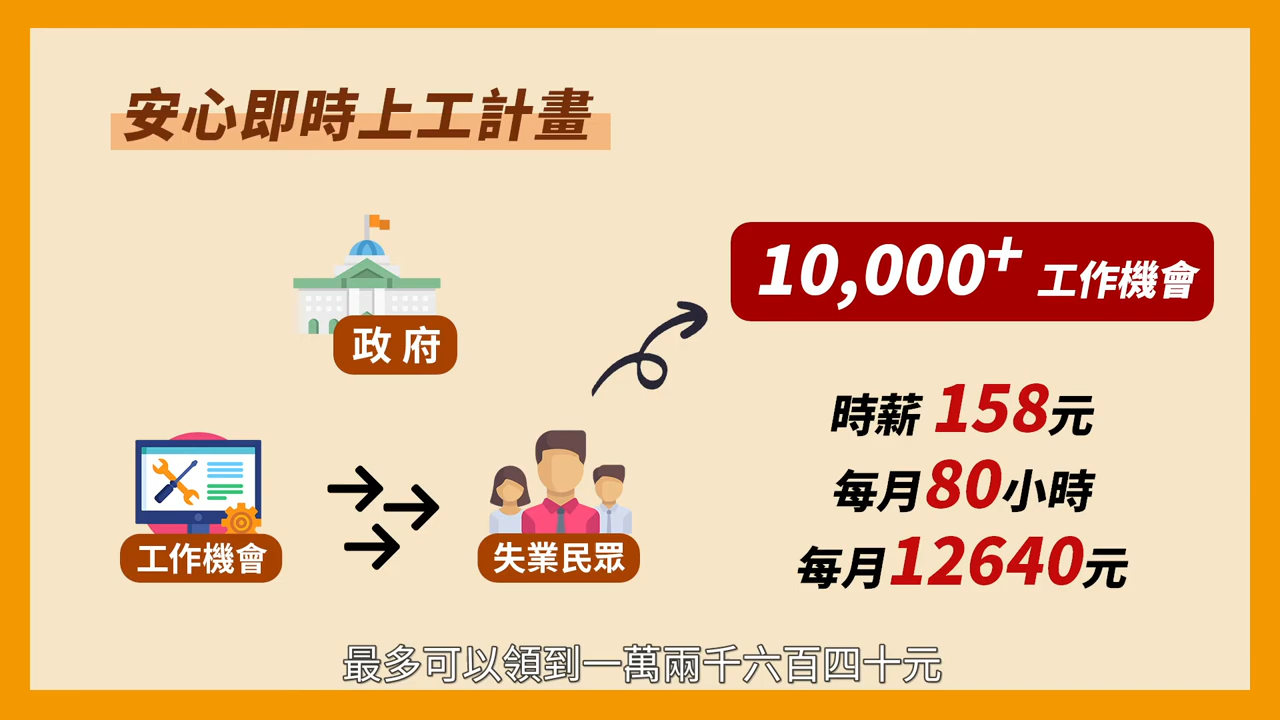 安心即時上工計畫
政府
10,000+ 工作機會
時薪 158元
每月80小時
每月12640元
工作機會
失業民眾
最多可以領到一萬兩千六百四十元